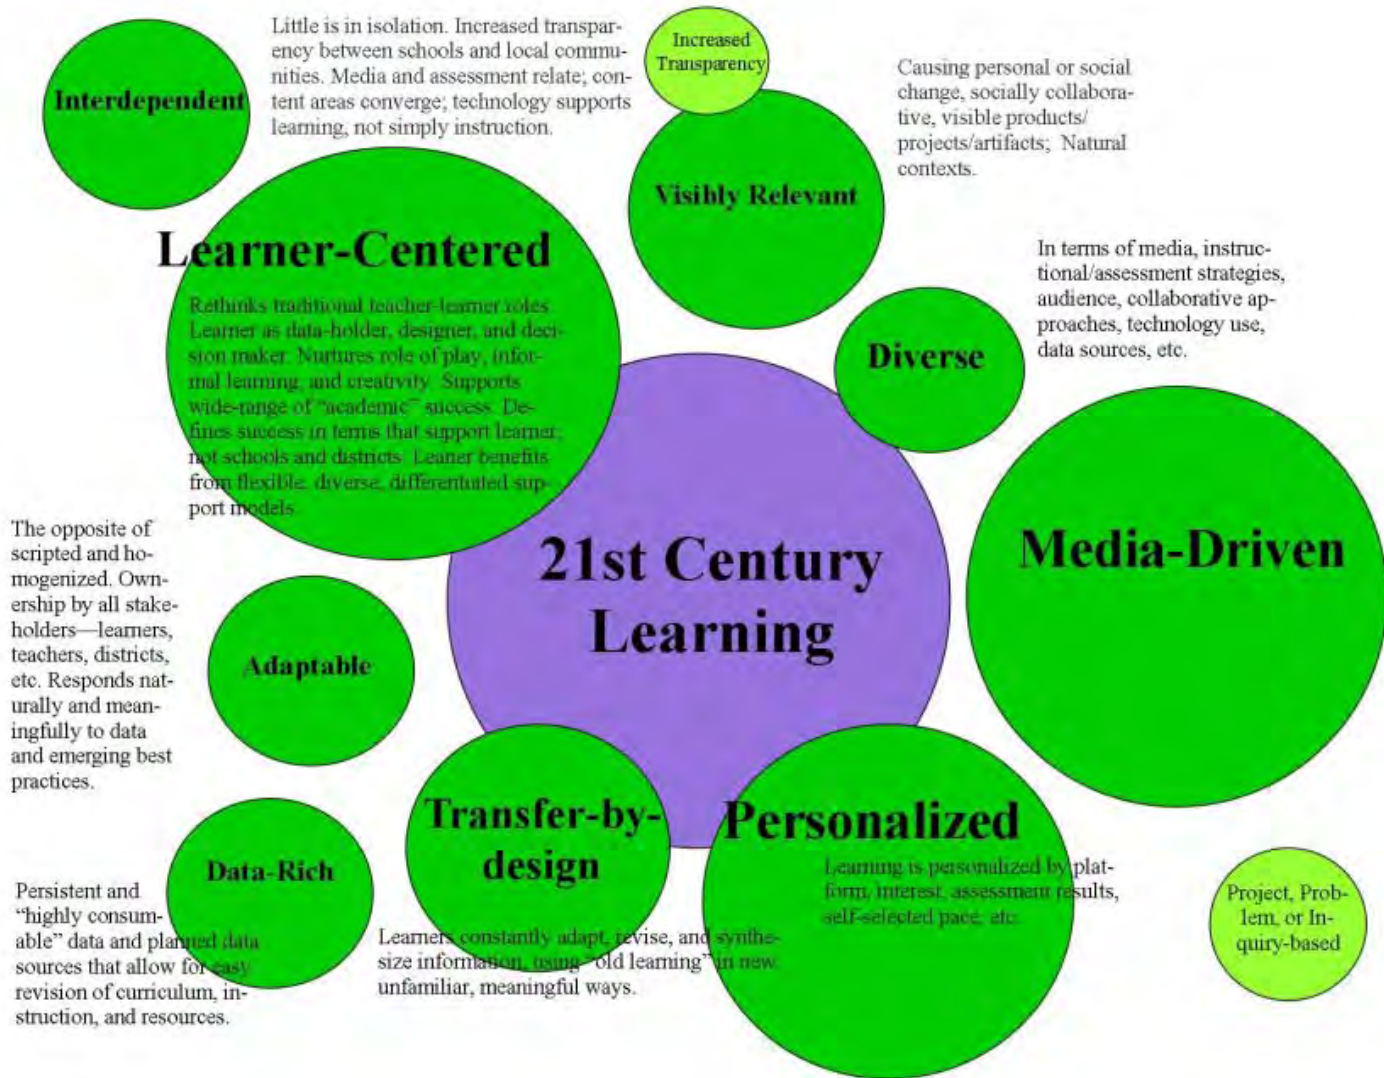 Interdependent
Little is in isolation. Increased transpar-
ency between schools and local commu-
nities. Media and assessment relate; con-
tent areas converge; technology supports
learning, not simply instruction.
Increased
Transparency
Visibly Relevant
Causing personal or social
change, socially collabora-
tive, visible products/
projects/artifacts;  Natural
contexts.
Learner-Centered
Rethinks traditional teacher-learner roles.
Learner as data-holder, designer, and deci-
sion maker. Nurtures role of play, infor-
mal learning, and creativity. Supports
wide-range of “academic” success. De-
fines success in terms that support learner,
not schools and districts. Leaner benefits
from flexible, diverse, differentiated sup-
port models.
Diverse
In terms of media, instruc-
tional/assessment strategies,
audience, collaborative ap-
proaches, technology use,
data sources, etc.
21st Century
Learning
Media-Driven
The opposite of
scripted and ho-
mogenized. Own-
ership by all stake-
holders—learners,
teachers, districts,
etc. Responds nat-
urally and mean-
ingfully to data
and emerging best
practices.
Adaptable
Data-Rich
Persistent and
“highly consum-
able” data and planned data
sources that allow for easy
revision of curriculum, in-
struction, and resources.
Transfer-by-
design
Learners constantly adapt, revise, and synthe-
size information, using “old learning” in new,
unfamiliar, meaningful ways.
Personalized
Learning is personalized by plat-
form, interest, assessment results,
self-selected pace, etc.
Project, Prob-
lem, or In-
quiry-based